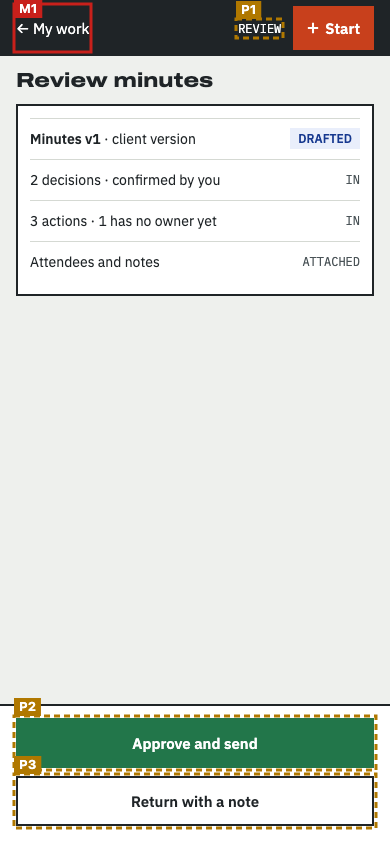 M1
← My work
P1
REVIEW
+ Start
Review minutes
Minutes v1 · client version
DRAFTED
2 decisions · confirmed by you
IN
3 actions · 1 has no owner yet
IN
Attendees and notes
ATTACHED
P2
Approve and send
P3
Return with a note